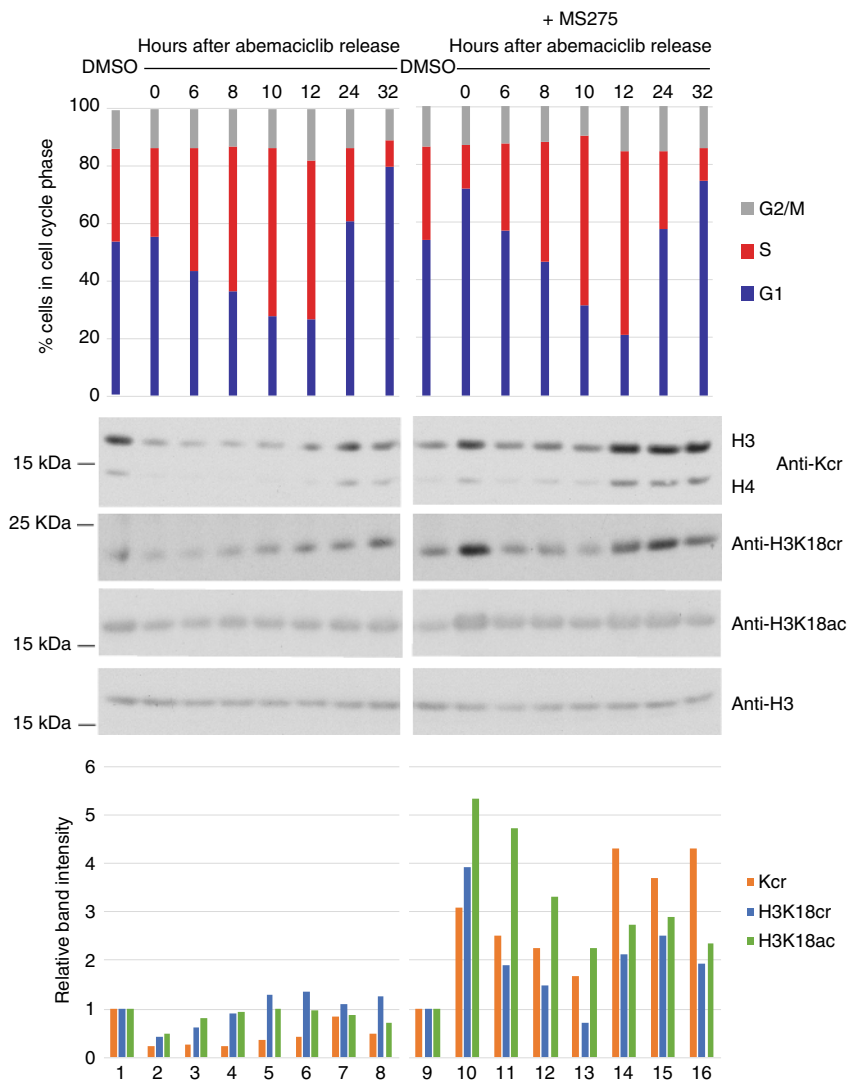 + MS275
Hours after abemaciclib release Hours after abemaciclib release
DMSO DMSO
0 6 8 10 12 24 32 0 6 8 10 12 24 32
% cells in cell cycle phase
100
80
60
40
20
0
G2/M
S
G1
H3
15 kDa
Anti-Kcr
H4
25 KDa
Anti-H3K18cr
Anti-H3K18ac
15 kDa
Anti-H3
15 kDa
Relative band intensity
6
5
4
3
2
1
0
Kcr
H3K18cr
H3K18ac
1 2 3 4 5 6 7 8 9 10 11 12 13 14 15 16